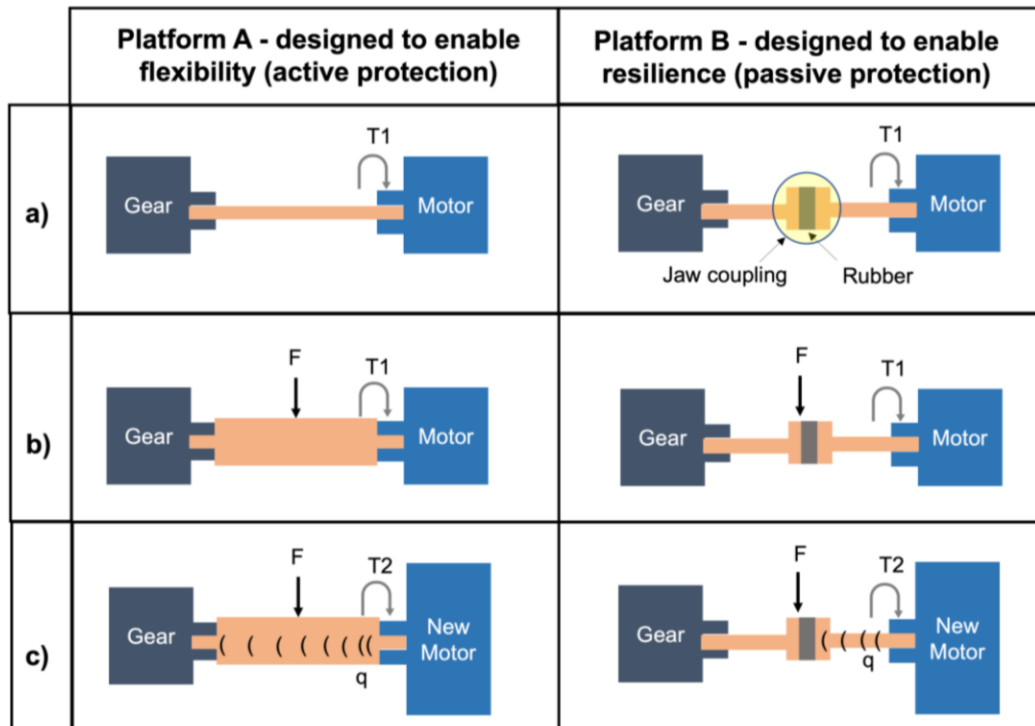 Platform A - designed to enable
flexibility (active protection)
Platform B - designed to enable
resilience (passive protection)
a)
T1
Gear
Motor
T1
Gear
Motor
Jaw coupling
Rubber
b)
F
T1
Gear
Motor
F
T1
Gear
Motor
c)
F
T2
Gear
New
Motor
q
F
T2
Gear
New
Motor
q